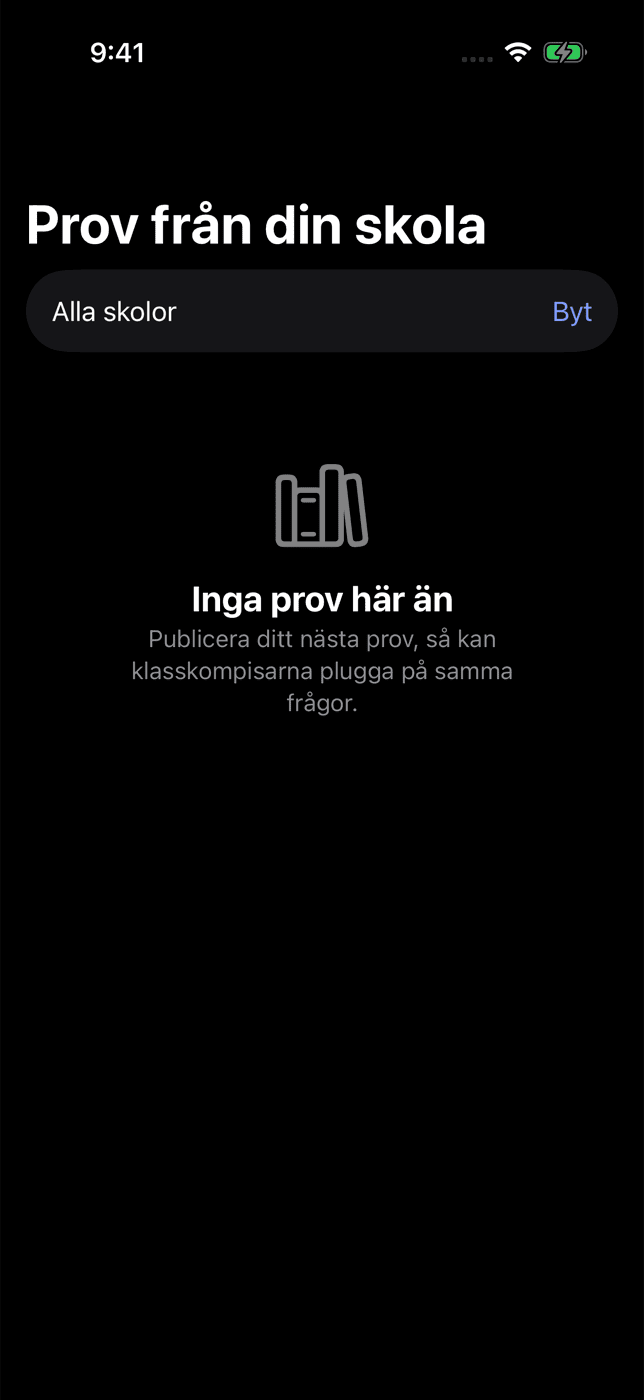 9:41
Prov från din skola
Alla skolor
Byt
Inga prov här än
Publicera ditt nästa prov, så kan
klasskompisarna plugga på samma
frågor.